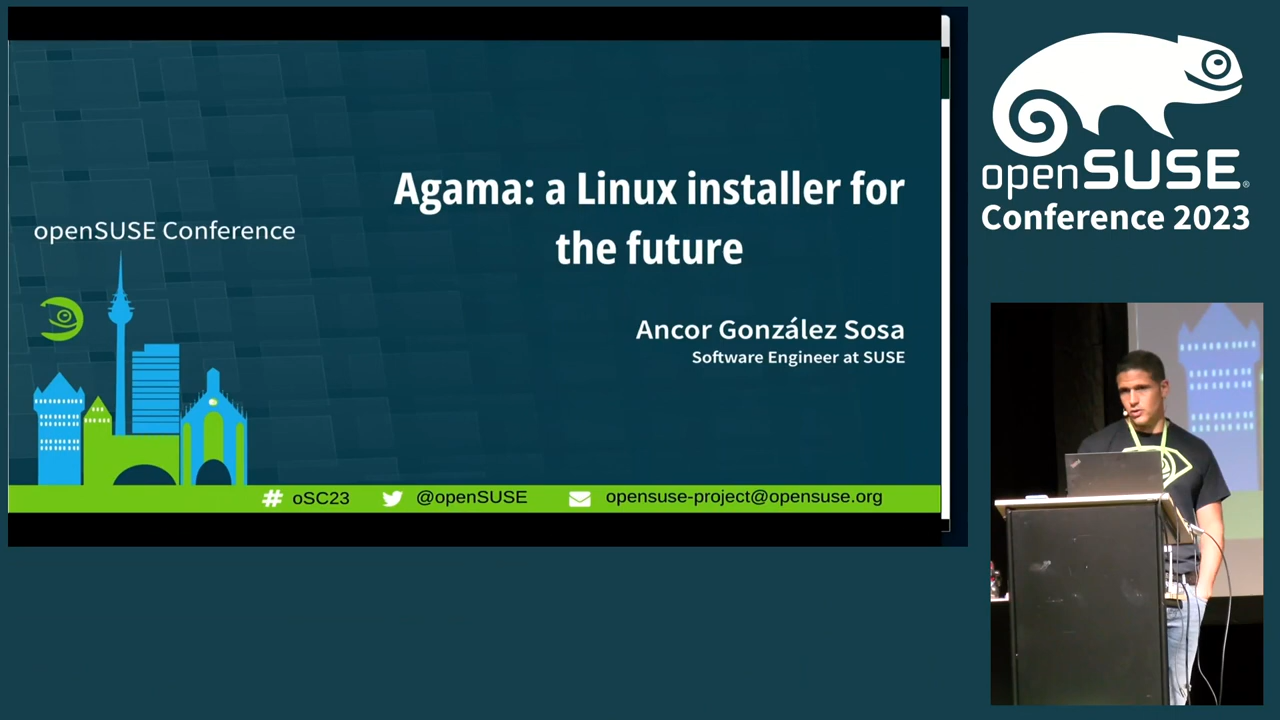 openSUSE Conference
Agama: a Linux installer for
the future
Ancor González Sosa
Software Engineer at SUSE
# oSC23 @openSUSE opensuse-project@opensuse.org
openSUSE®
Conference 2023